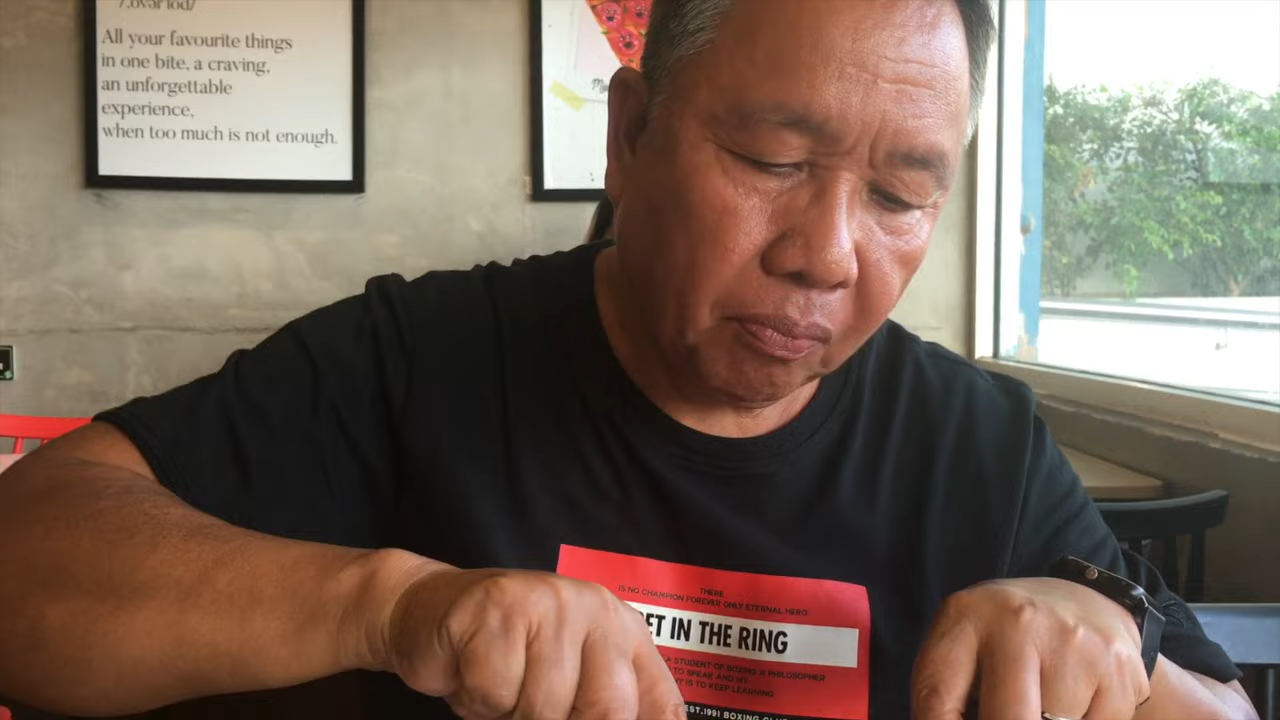 /ˌōvərˈlōd/
All your favourite things
in one bite, a craving,
an unforgettable
experience,
when too much is not enough.
THERE
IS NO CHAMPION FOREVER ONLY ETERNAL HERO
ET IN THE RING
A STUDENT OF BOXING A PHILOSOPHER
TO SPEAK AND MY
IS TO KEEP LEARNING
EST.1991 BOXING